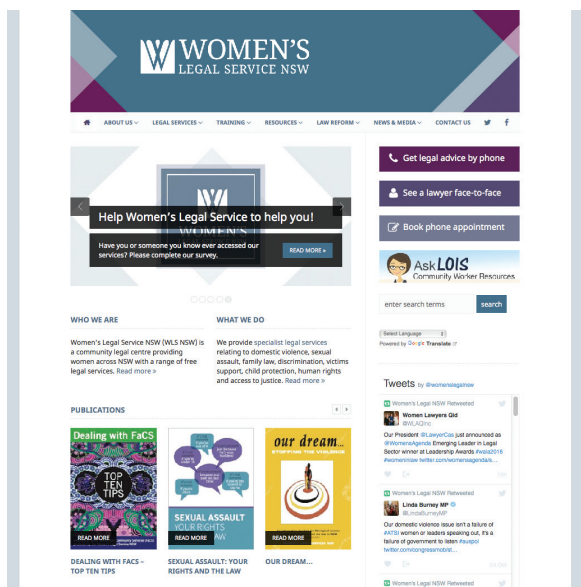 WOMEN'S
LEGAL SERVICE NSW
ABOUT US
LEGAL SERVICES
TRAINING
RESOURCES
LAW REFORM
NEWS & MEDIA
CONTACT US
Help Women's Legal Service to help you!
WOMEN'S
Have you or someone you know ever accessed our
services? Please complete our survey.
READ MORE »
WHO WE ARE
Women's Legal Service NSW (WLS NSW) is
a community legal centre providing
women across NSW with a range of free
legal services. Read more »
WHAT WE DO
We provide specialist legal services
relating to domestic violence, sexual
assault, family law, discrimination, victims
support, child protection, human rights
and access to justice. Read more »
PUBLICATIONS
Dealing with FaCS
TOP
TEN
TIPS
READ MORE
DEALING WITH FACS –
TOP TEN TIPS
SEXUAL ASSAULT
YOUR RIGHTS
LAW
READ MORE
SEXUAL ASSAULT: YOUR
RIGHTS AND THE LAW
our dream...
STOPPING THE VIOLENCE
READ MORE
OUR DREAM...
Get legal advice by phone
See a lawyer face-to-face
Book phone appointment
Ask LOIS
Community Worker Resources
enter search terms
search
Select Language
Powered by Google Translate
Tweets by @womenslegalnsw
Women's Legal NSW Retweeted
Women Lawyers Qld
@WLAQinc
Our President @LawyerCas just announced as
@WomensAgenda Emerging Leader in Legal
Sector winner at Leadership Awards #wala2016
#womeninlaw twitter.com/womensagenda/s...
Women's Legal NSW Retweeted
Linda Burney MP
@LindaBurneyMP
Our domestic violence issue isn't a failure of
#ATSI women or leaders speaking out, it's a
failure of government to listen #auspol
twitter.com/congressmobist...
Women's Legal NSW Retweeted